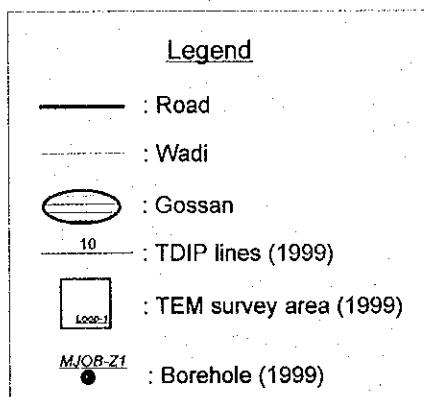 Legend
: Road
: Wadi
: Gossan
10 : TDIP lines (1999)
Loop-1 : TEM survey area (1999)
MJOB-Z1 : Borehole (1999)